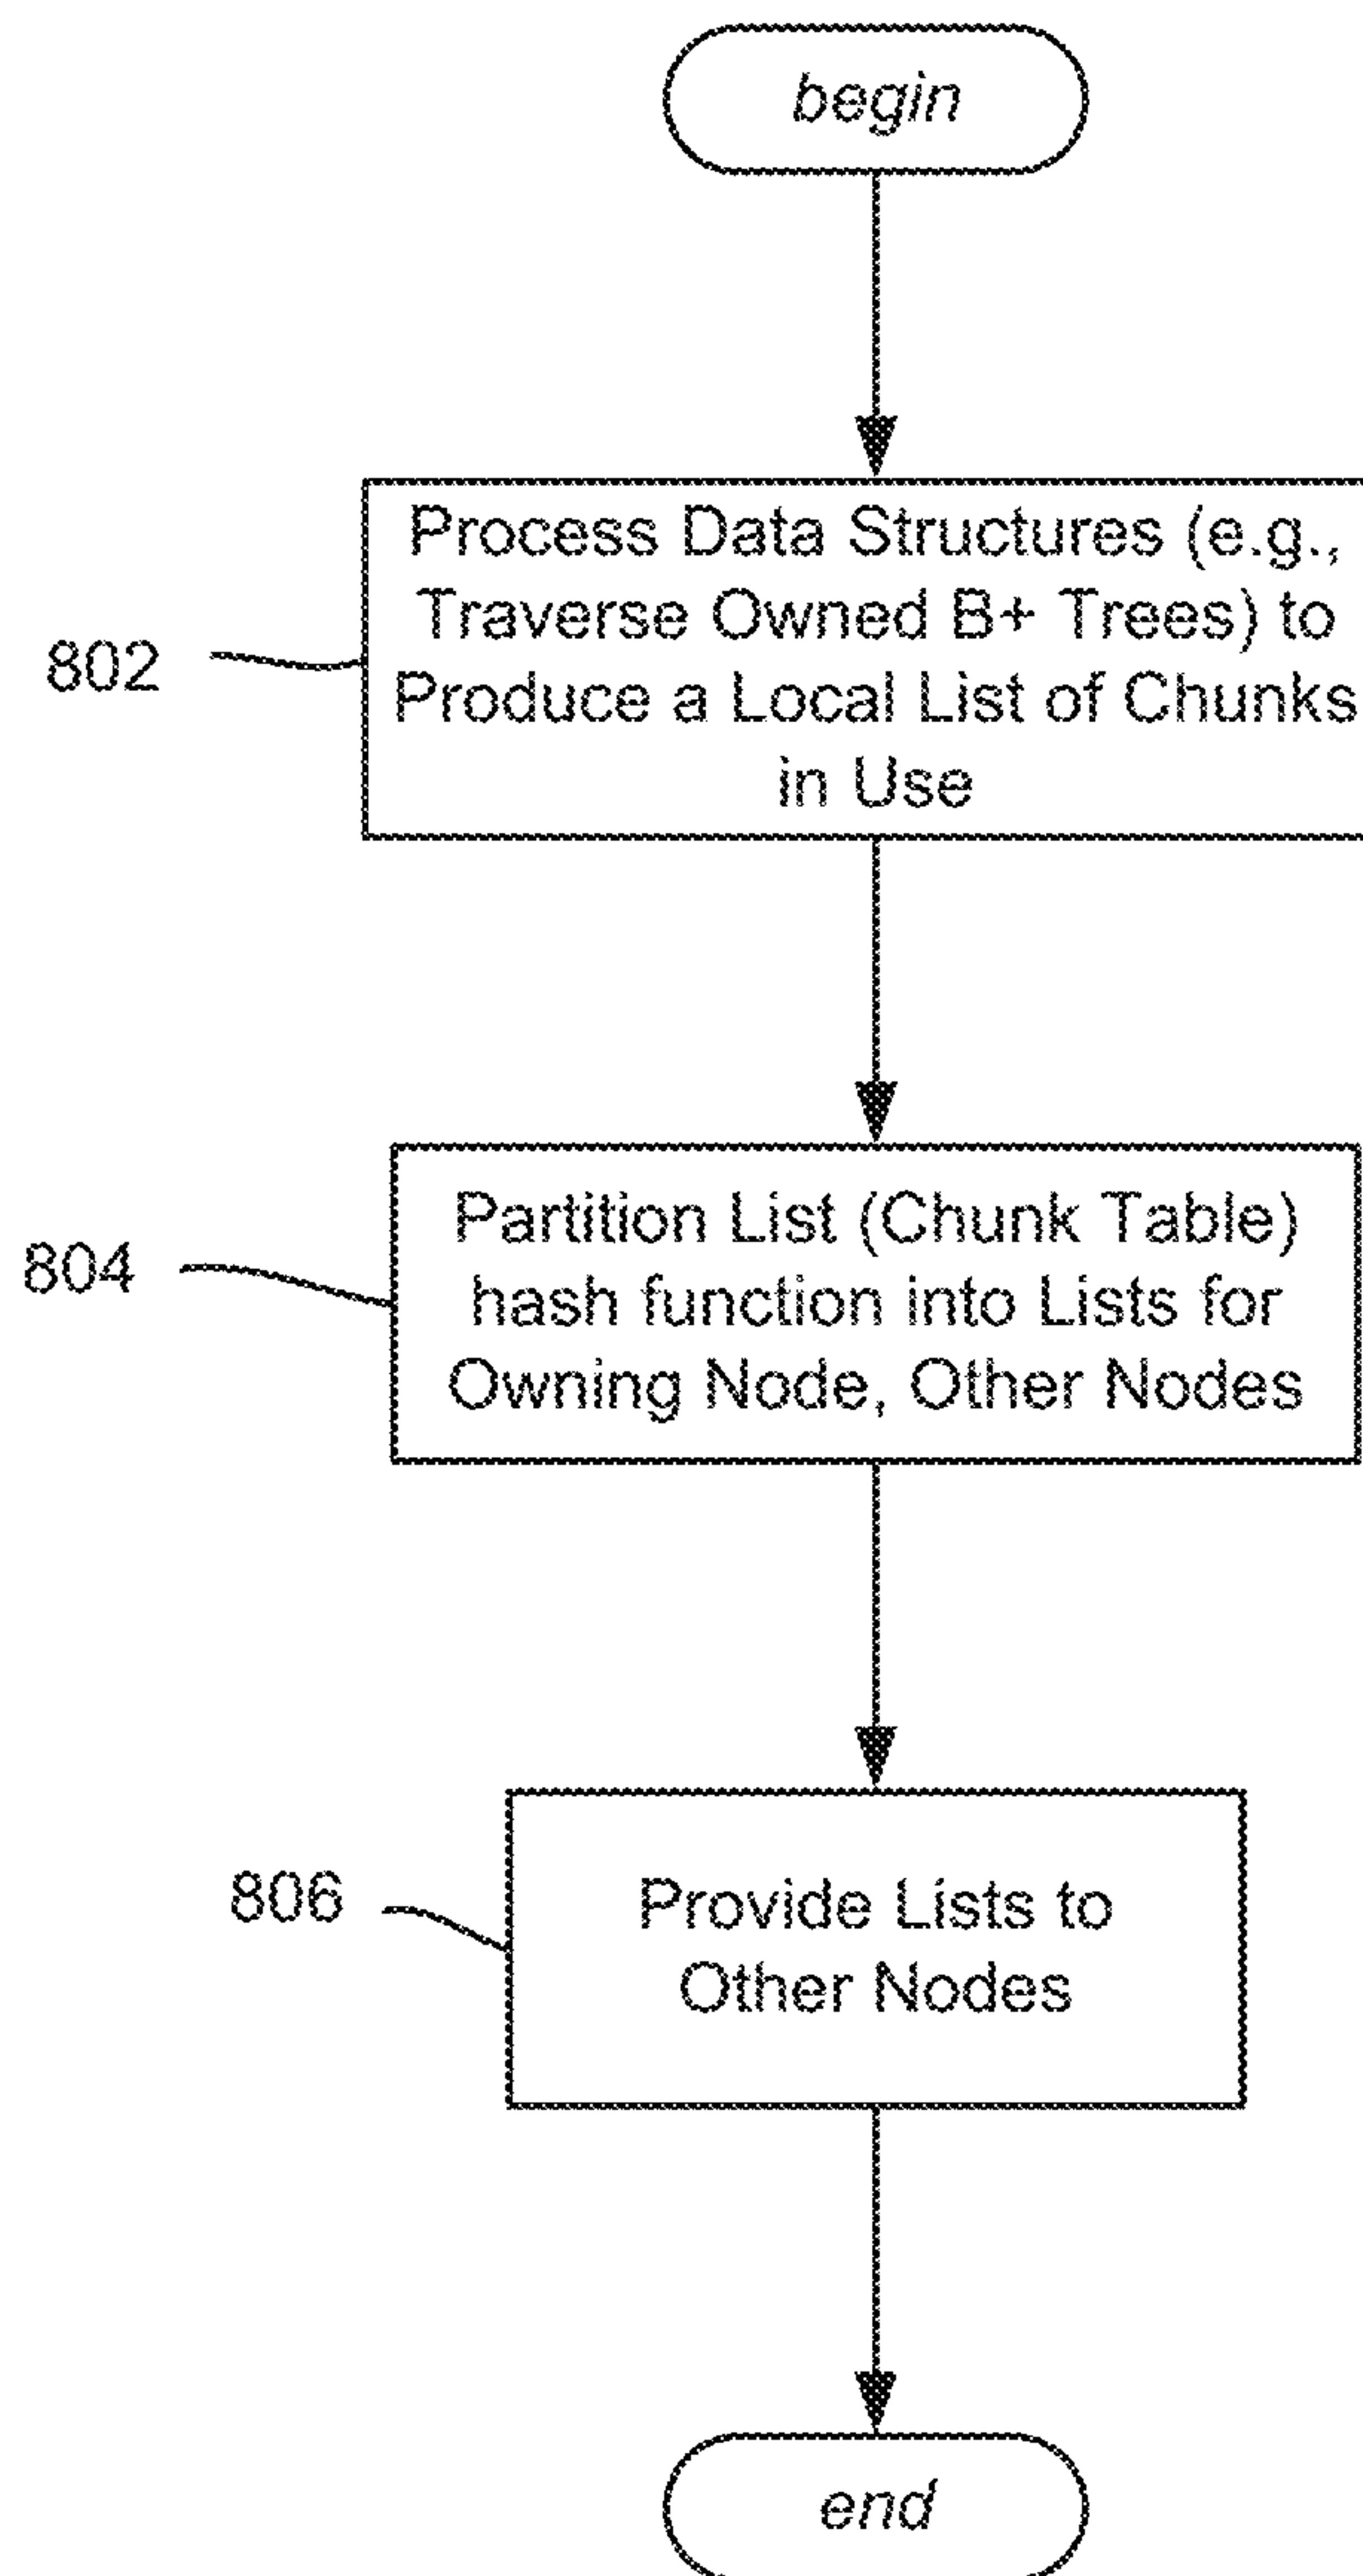 begin
Process Data Structures (e.g.,
Traverse Owned B+ Trees) to
Produce a Local List of Chunks
in Use
802
Partition List (Chunk Table)
hash function into Lists for
Owning Node, Other Nodes
804
Provide Lists to
Other Nodes
806
end